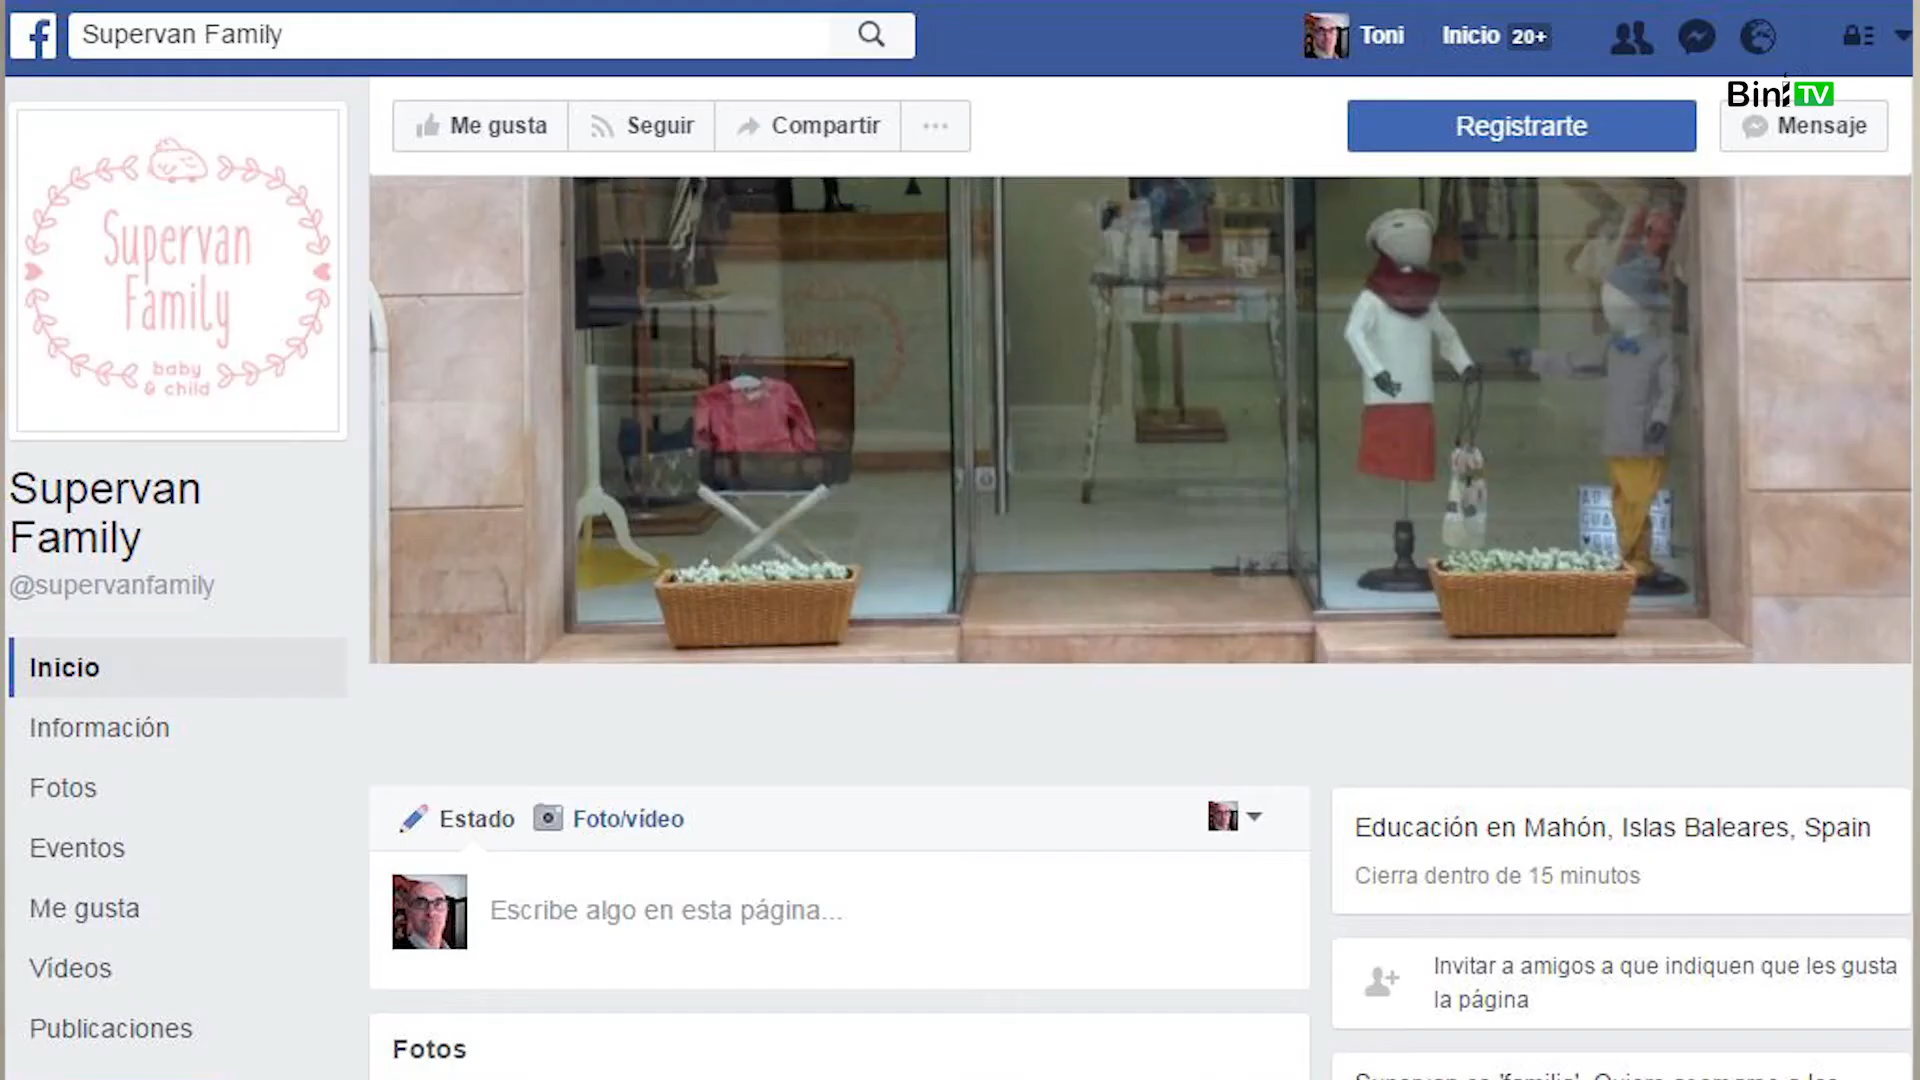 Supervan Family
Toni
Inicio 20+
Bini TV
Me gusta
Seguir
Compartir
Registrarte
Mensaje
Supervan
Family
baby
& child
Supervan
Family
@supervanfamily
Inicio
Información
Fotos
Eventos
Me gusta
Vídeos
Publicaciones
Estado
Foto/vídeo
Escribe algo en esta página...
Fotos
Educación en Mahón, Islas Baleares, Spain
Cierra dentro de 15 minutos
Invitar a amigos a que indiquen que les gusta
la página